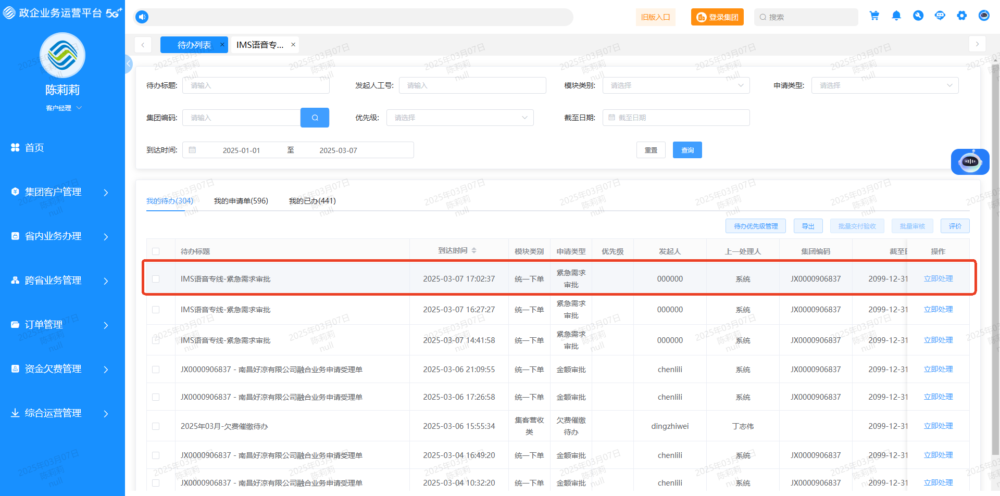 政企业务运营平台 5G++
旧版入口
登录集团
搜索
陈莉莉
客户经理
首页
集团客户管理
省内业务办理
跨省业务管理
订单管理
资金欠费管理
综合运营管理
待办列表 ×
IMS语音专... ×
待办标题: 请输入
发起人工号: 请输入
模块类别: 请选择
申请类型: 请选择
集团编码: 请输入
优先级: 请选择
截至日期: 截至日期
到达时间: 2025-01-01 至 2025-03-07
重置
查询
我的待办(304) 我的申请单(596) 我的已办(441)
待办优先级管理 导出 批量交付验收 批量审核 评价
待办标题 到达时间 模块类别 申请类型 优先级 发起人 上一处理人 集团编码 截至日 操作
IMS语音专线-紧急需求审批 2025-03-07 17:02:37 统一下单 紧急需求审批 000000 系统 JX0000906837 2099-12-31 立即处理
IMS语音专线-紧急需求审批 2025-03-07 16:27:27 统一下单 紧急需求审批 000000 系统 JX0000906837 2099-12-31 立即处理
IMS语音专线-紧急需求审批 2025-03-07 14:41:58 统一下单 紧急需求审批 000000 系统 JX0000906837 2099-12-31 立即处理
JX0000906837 - 南昌好凉有限公司融合业务申请受理单 2025-03-06 21:09:55 统一下单 金额审批 chenlili 系统 JX0000906837 2099-12-31 立即处理
JX0000906837 - 南昌好凉有限公司融合业务申请受理单 2025-03-06 17:26:58 统一下单 金额审批 chenlili 系统 JX0000906837 2099-12-31 立即处理
2025年03月-欠费催缴待办 2025-03-06 15:55:34 集客营收类 欠费催缴待办 dingzhiwei 丁志伟 2099-12-31 立即处理
JX0000906837 - 南昌好凉有限公司融合业务申请受理单 2025-03-04 16:49:20 统一下单 金额审批 chenlili 系统 JX0000906837 2099-12-31 立即处理
JX0000906837 - 南昌好凉有限公司融合业务申请受理单 2025-03-04 10:32:20 统一下单 金额审批 chenlili 系统 JX0000906837 2099-12-31 立即处理
2025年03月07日
陈莉莉
null